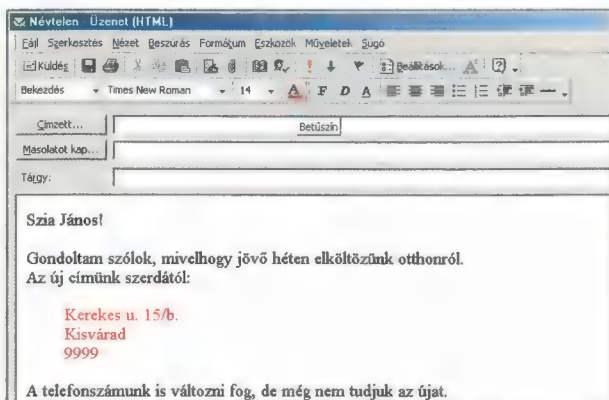 Névtelen - Üzenet (HTML)
Fájl Szerkesztés Nézet Beszúrás Formátum Eszközök Műveletek Súgó
Küldés Beállítások...
Bekezdés Times New Roman 14 A F D A
Címzett...
Betűszín
Másolatot kap...
Tárgy:
Szia János!
Gondoltam szólok, mivelhogy jövő héten elköltözünk otthonról.
Az új címünk szerdától:
Kerekes u. 15/b.
Kisvárad
9999
A telefonszámunk is változni fog, de még nem tudjuk az újat.